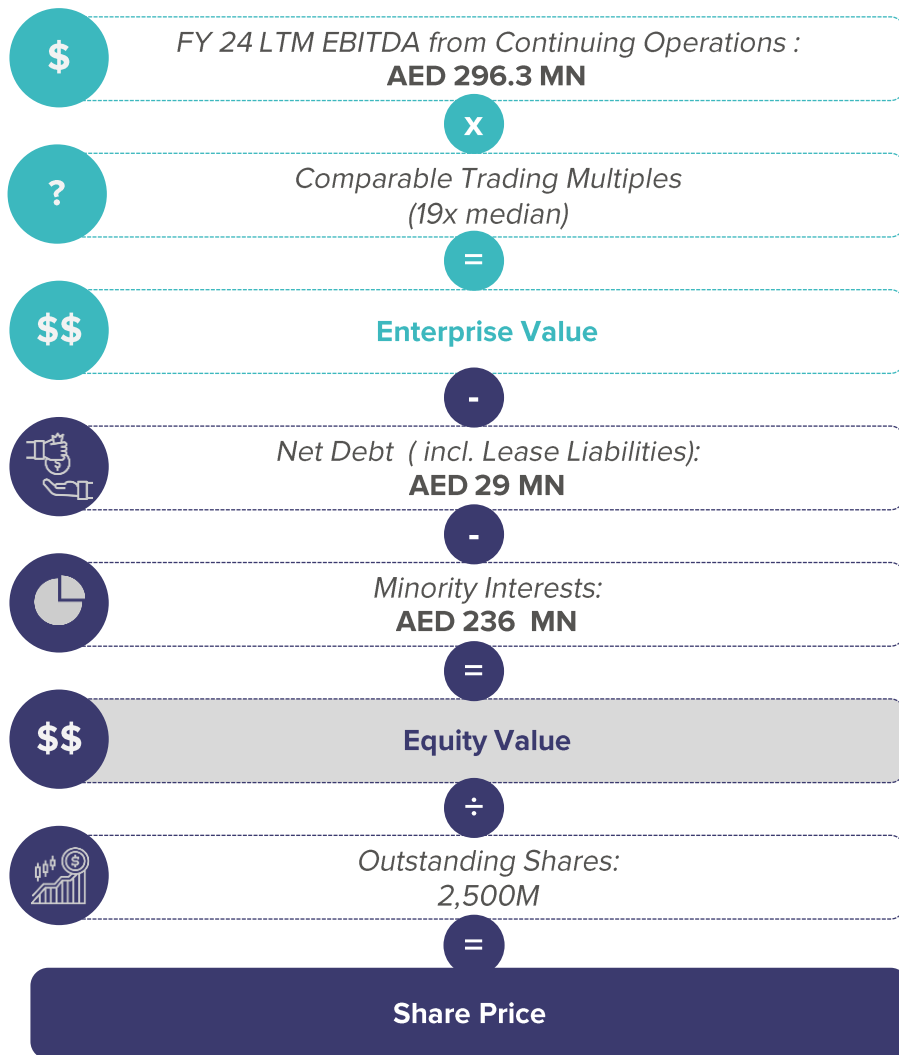 $
FY 24 LTM EBITDA from Continuing Operations :
AED 296.3 MN
x
?
Comparable Trading Multiples
(19x median)
=
$$
Enterprise Value
-
$
Net Debt ( incl. Lease Liabilities):
AED 29 MN
-
Minority Interests:
AED 236 MN
=
$$
Equity Value
÷
$
Outstanding Shares:
2,500M
=
Share Price